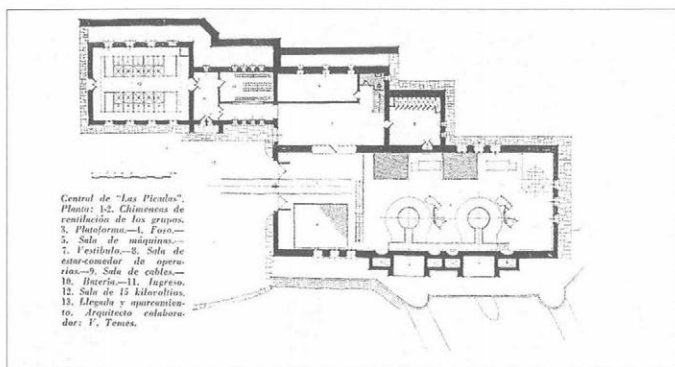 Central de "Las Picadas".
Planta: 1-2. Chimeneas de
ventilación de los grupos.
3. Plataforma.—4. Foso.—
5. Sala de máquinas.—
7. Vestíbulo.—8. Sala de
estar-comedor de opera-
rios.—9. Sala de cables.—
10. Batería.—11. Ingreso.
12. Sala de 15 kilovoltios.
13. Llegada y aparcamien-
to. Arquitecto colabora-
dor: V. Temes.